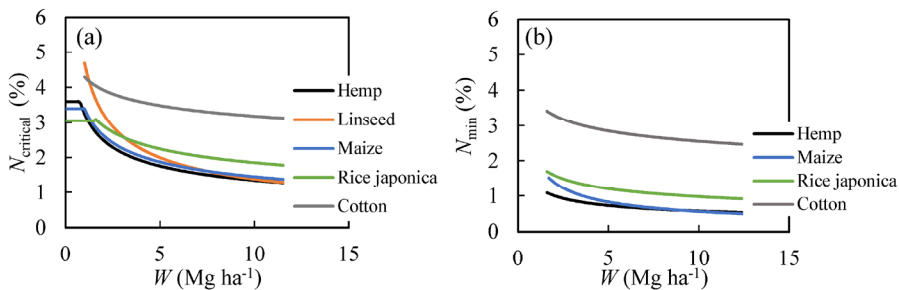 (a)
6
5
4
3
2
1
0
N critical (%)
0 5 10 15
W (Mg ha-1)
Hemp
Linseed
Maize
Rice japonica
Cotton
(b)
6
5
4
3
2
1
0
N min (%)
0 5 10 15
W (Mg ha-1)
Hemp
Maize
Rice japonica
Cotton